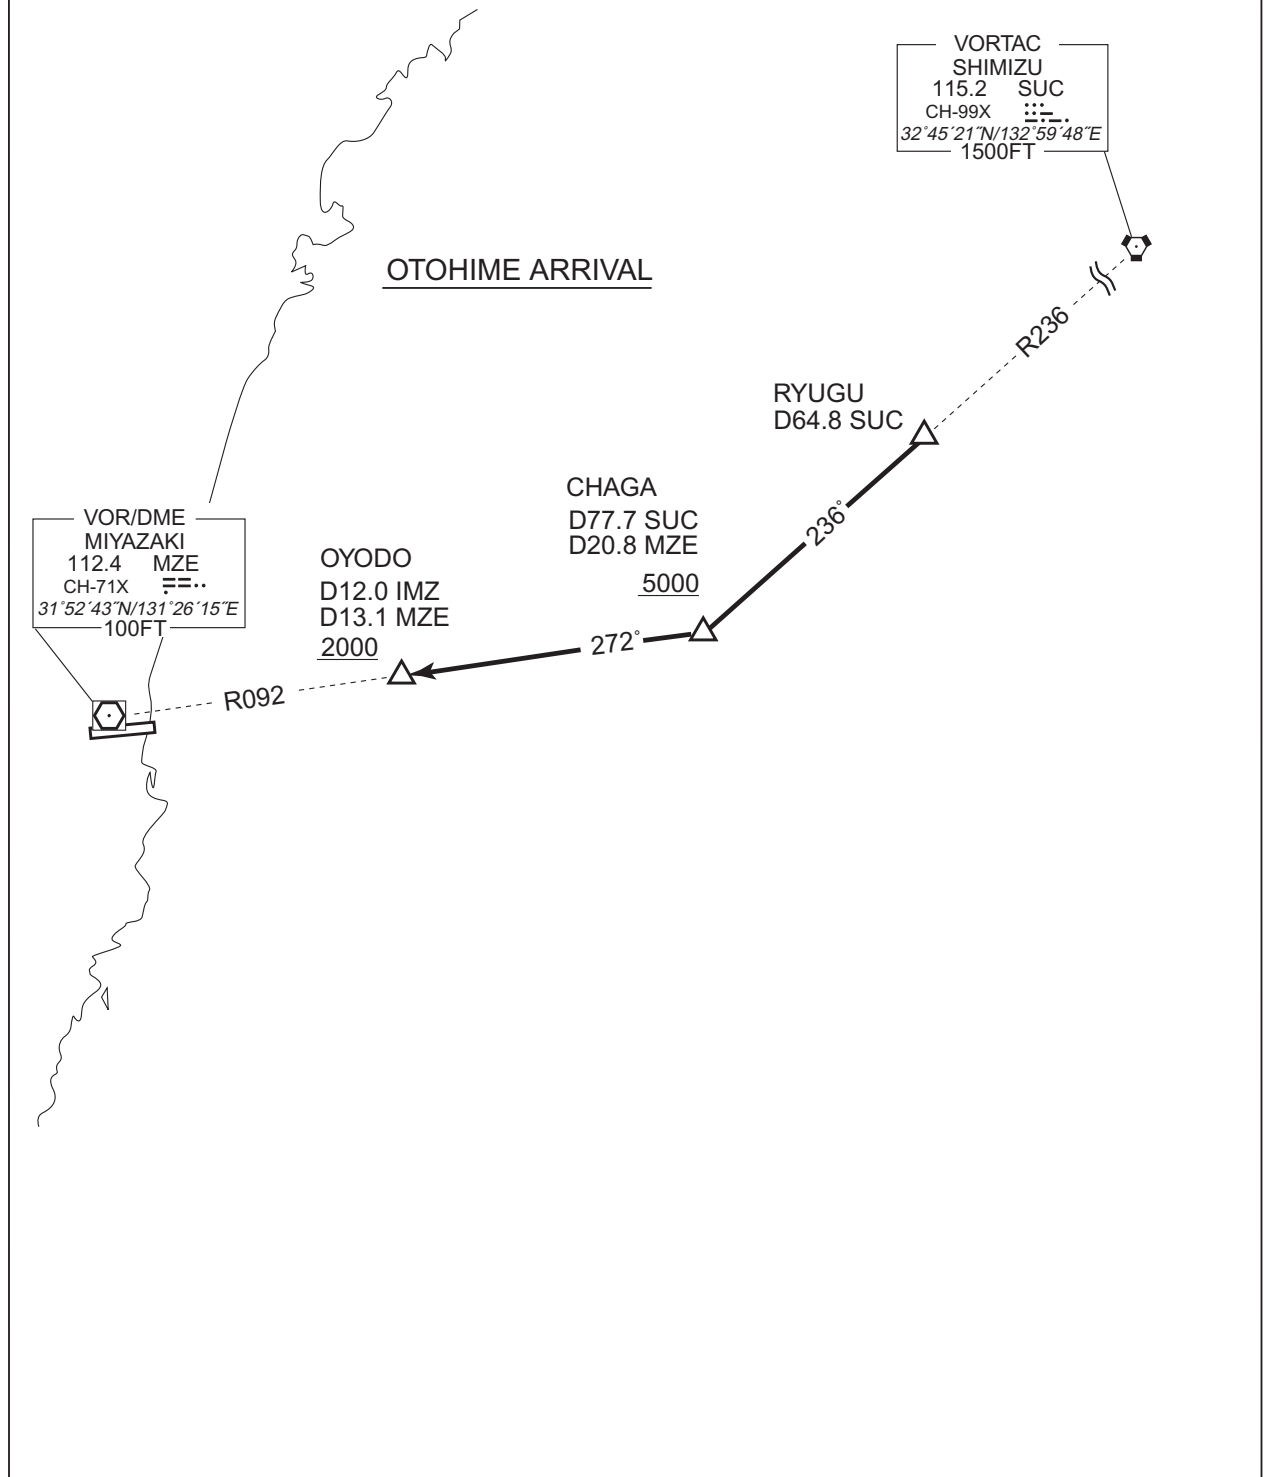 VORTAC
SHIMIZU
115.2 SUC
CH-99X
32°45´21˝N/132°59´48˝E
1500FT
OTOHIME ARRIVAL
R236
RYUGU
D64.8 SUC
236°
CHAGA
D77.7 SUC
D20.8 MZE
5000
VOR/DME
MIYAZAKI
112.4 MZE
CH-71X
31°52´43˝N/131°26´15˝E
100FT
OYODO
D12.0 IMZ
D13.1 MZE
2000
272°
R092